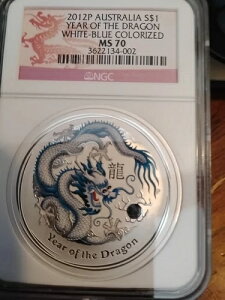 2012P AUSTRALIA S$1
YEAR OF THE DRAGON
WHITE-BLUE COLORIZED
MS 70
3622134-002
NGC
龍
Year of the Dragon